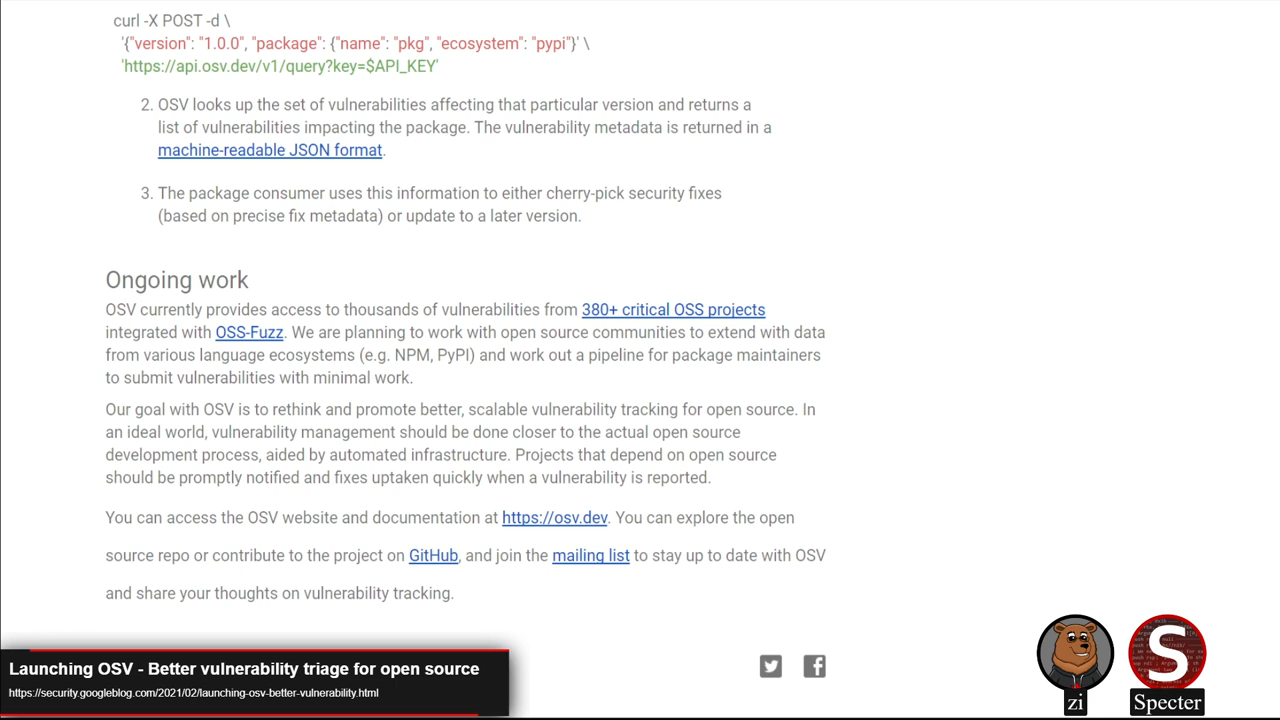 curl -X POST -d \
'{"version": "1.0.0", "package": {"name": "pkg", "ecosystem": "pypi"}' \
'https://api.osv.dev/v1/query?key=$API_KEY'
2. OSV looks up the set of vulnerabilities affecting that particular version and returns a
list of vulnerabilities impacting the package. The vulnerability metadata is returned in a
machine-readable JSON format.
3. The package consumer uses this information to either cherry-pick security fixes
(based on precise fix metadata) or update to a later version.
Ongoing work
OSV currently provides access to thousands of vulnerabilities from 380+ critical OSS projects
integrated with OSS-Fuzz. We are planning to work with open source communities to extend with data
from various language ecosystems (e.g. NPM, PyPI) and work out a pipeline for package maintainers
to submit vulnerabilities with minimal work.
Our goal with OSV is to rethink and promote better, scalable vulnerability tracking for open source. In
an ideal world, vulnerability management should be done closer to the actual open source
development process, aided by automated infrastructure. Projects that depend on open source
should be promptly notified and fixes uptaken quickly when a vulnerability is reported.
You can access the OSV website and documentation at https://osv.dev. You can explore the open
source repo or contribute to the project on GitHub, and join the mailing list to stay up to date with OSV
and share your thoughts on vulnerability tracking.
Launching OSV - Better vulnerability triage for open source
https://security.googleblog.com/2021/02/launching-osv-better-vulnerability.html
S
zi
Specter